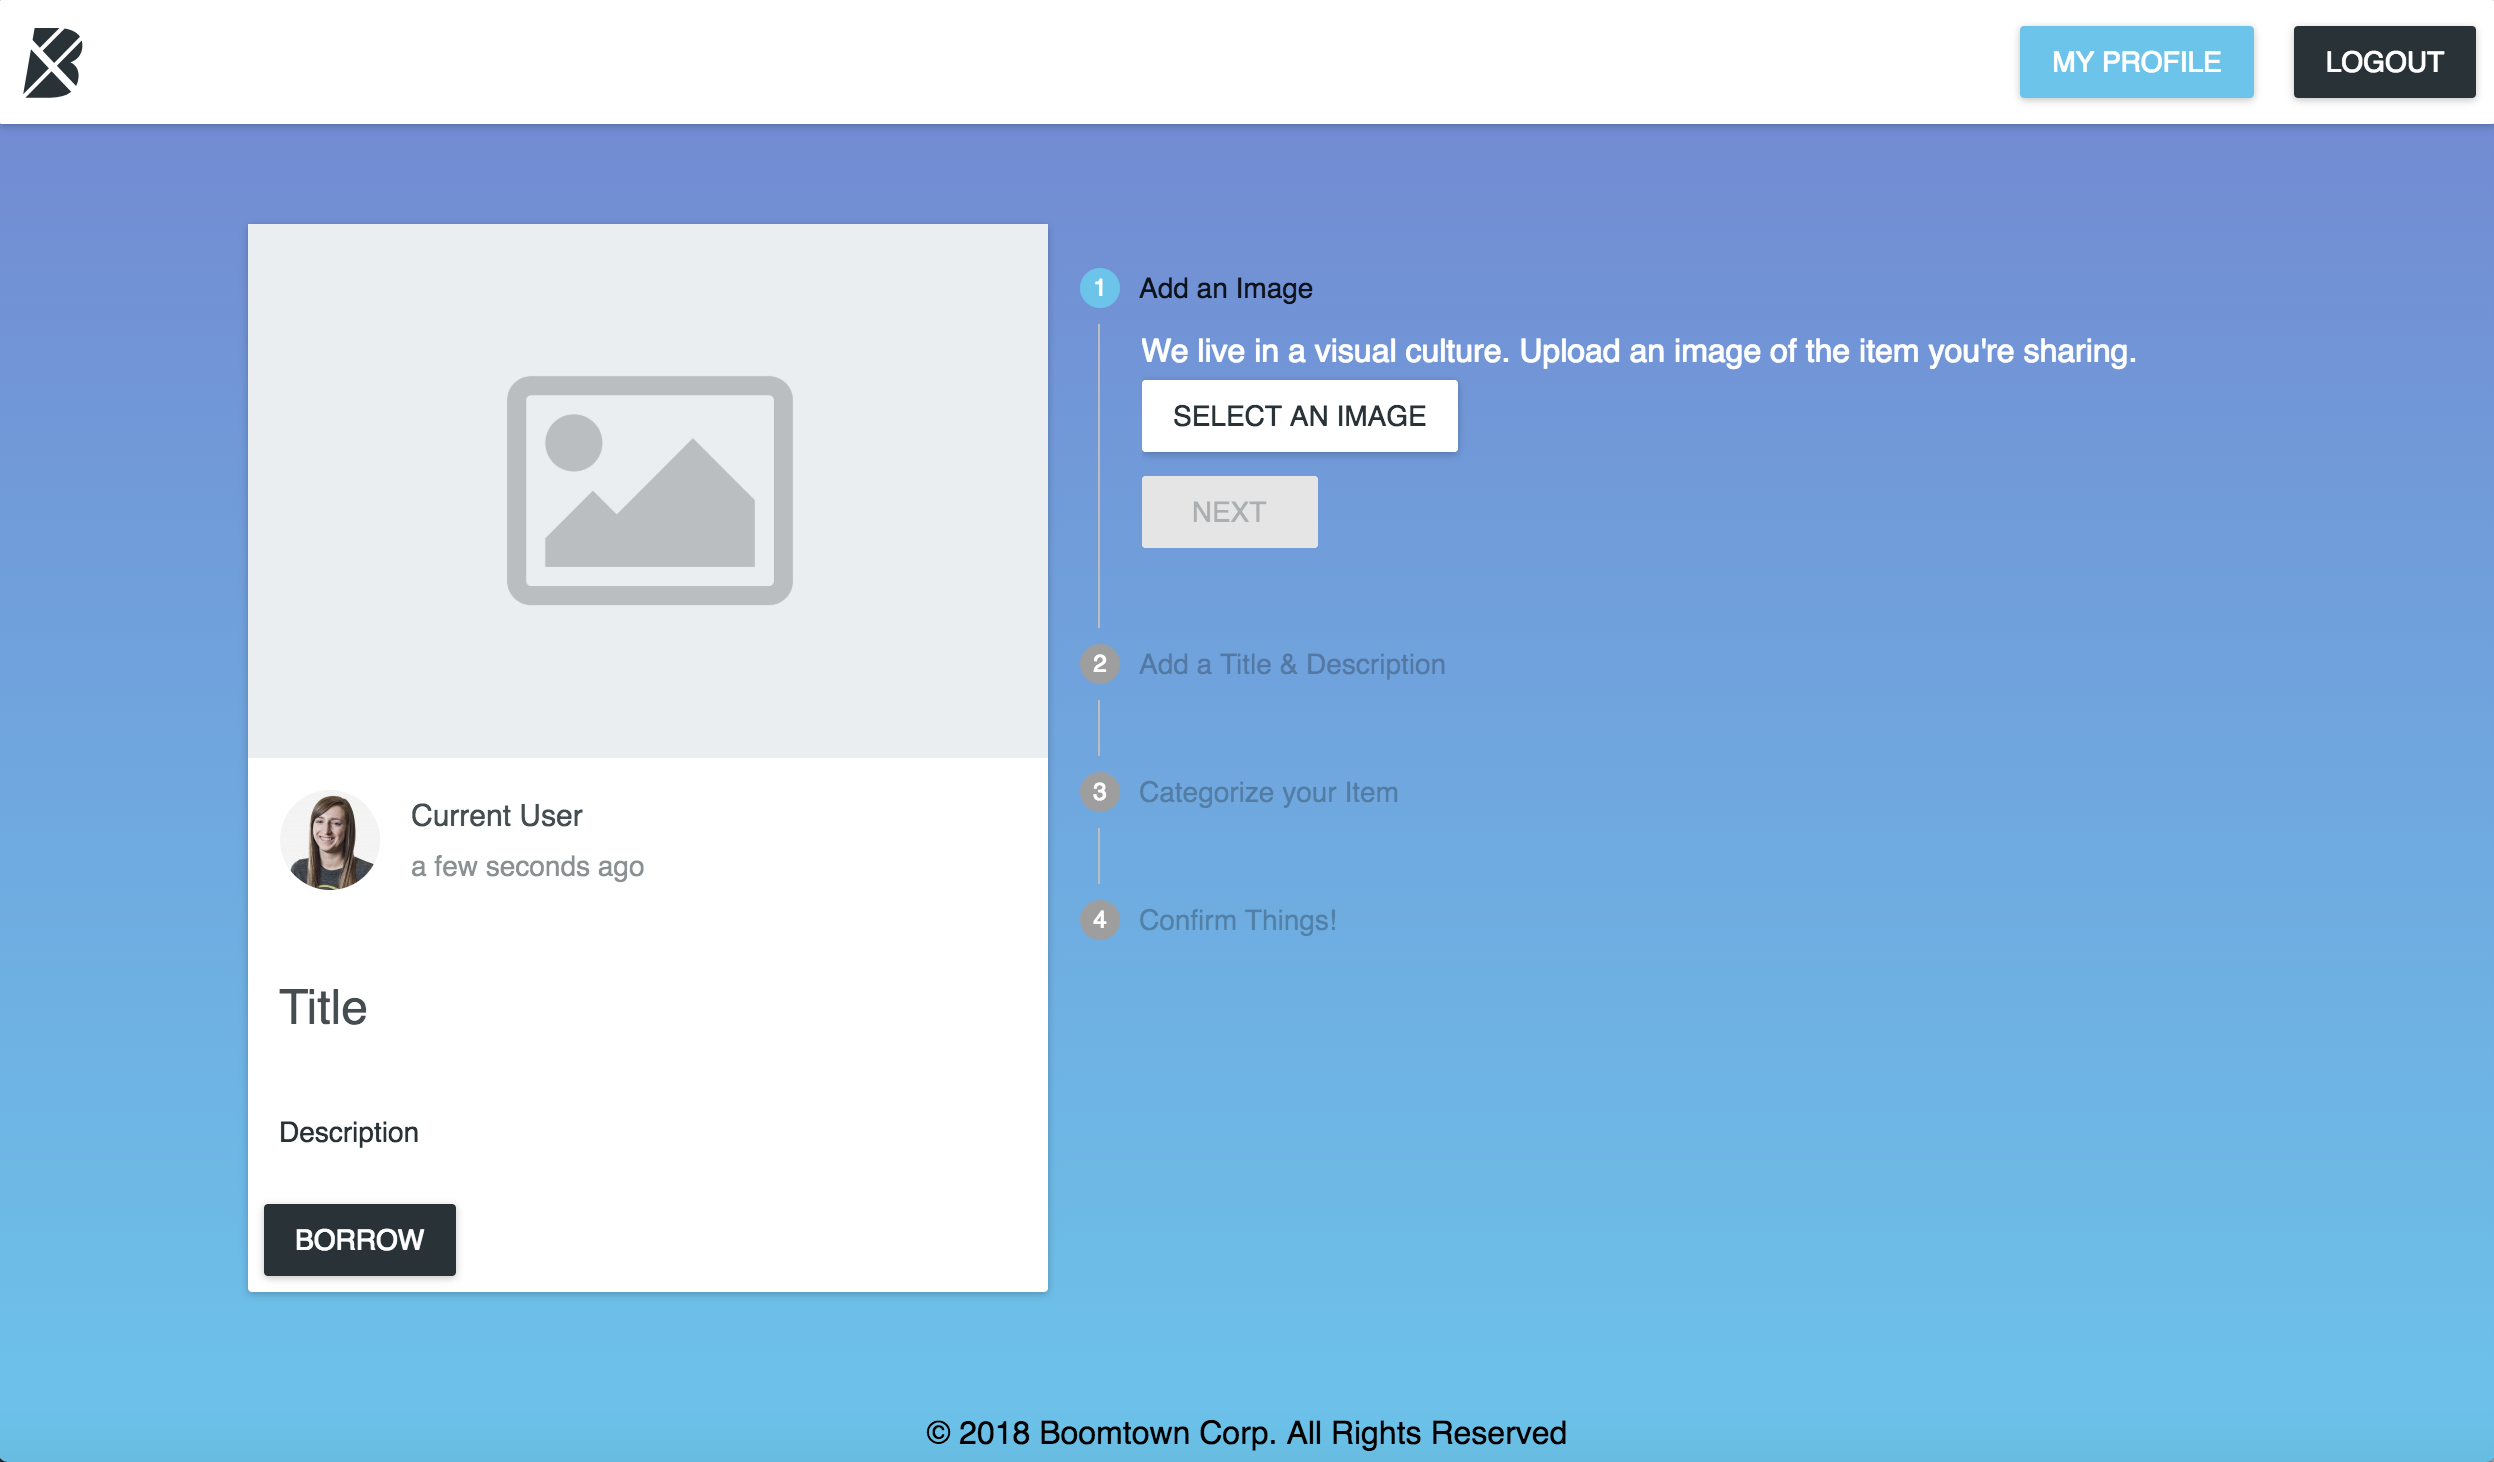 MY PROFILE
LOGOUT
1 Add an Image
We live in a visual culture. Upload an image of the item you're sharing.
SELECT AN IMAGE
NEXT
2 Add a Title & Description
3 Categorize your Item
4 Confirm Things!
Current User
a few seconds ago
Title
Description
BORROW
© 2018 Boomtown Corp. All Rights Reserved